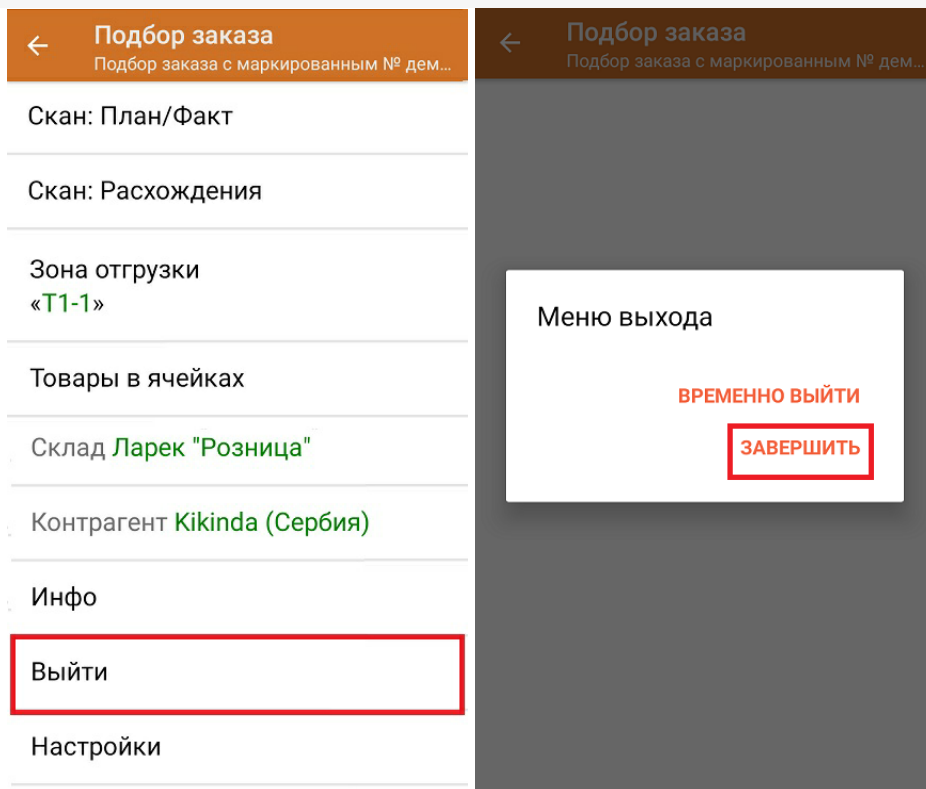 Подбор заказа
Подбор заказа с маркированным № дем...
Скан: План/Факт
Скан: Расхождения
Зона отгрузки
«Т1-1»
Товары в ячейках
Склад Ларек "Розница"
Контрагент Kikinda (Сербия)
Инфо
Выйти
Настройки
Подбор заказа
Подбор заказа с маркированным № дем...
Меню выхода
ВРЕМЕННО ВЫЙТИ
ЗАВЕРШИТЬ